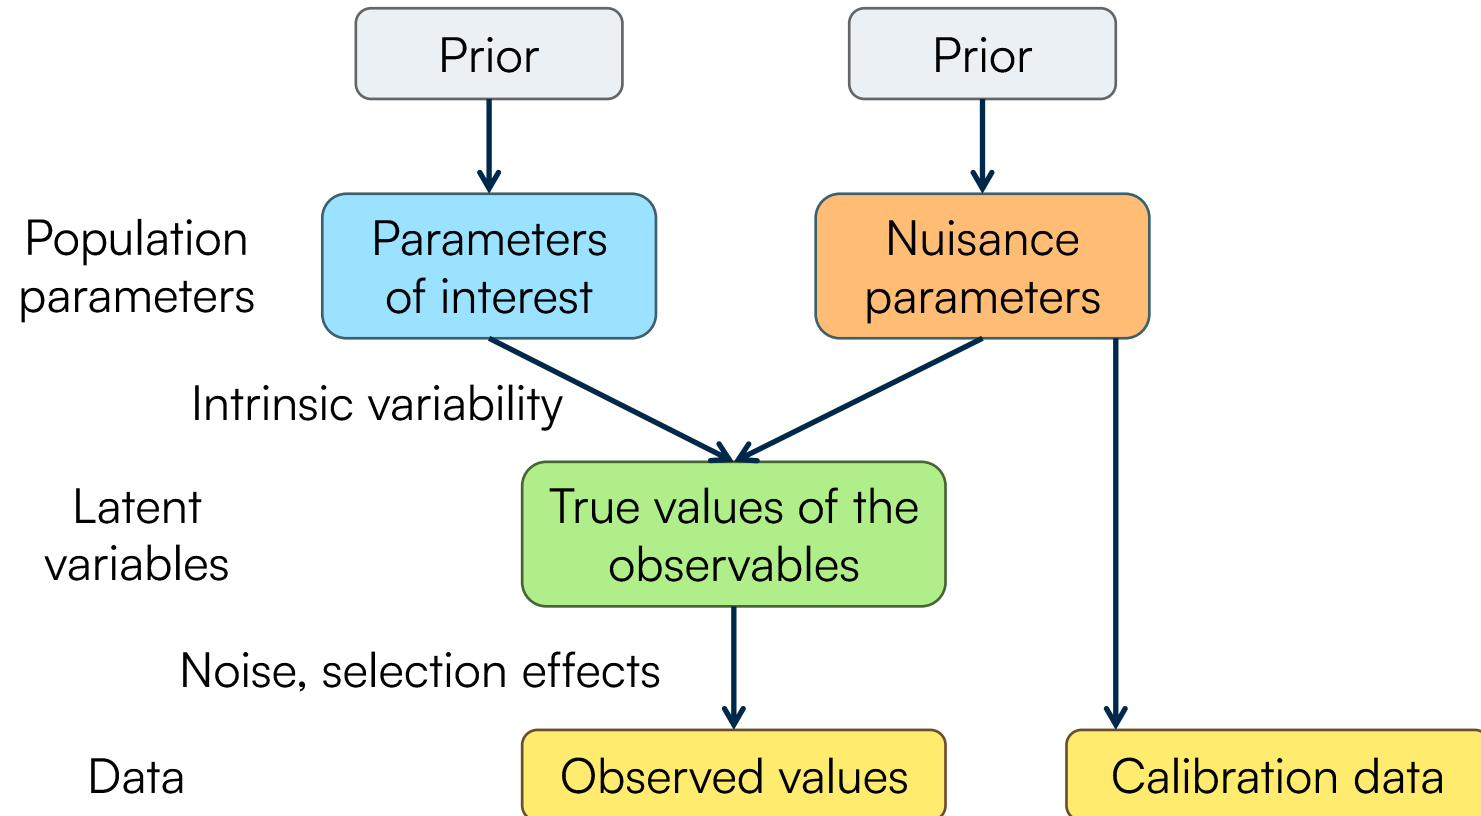 Prior
Prior
Population
parameters
Parameters
of interest
Nuisance
parameters
Intrinsic variability
Latent
variables
True values of the
observables
Noise, selection effects
Data
Observed values
Calibration data